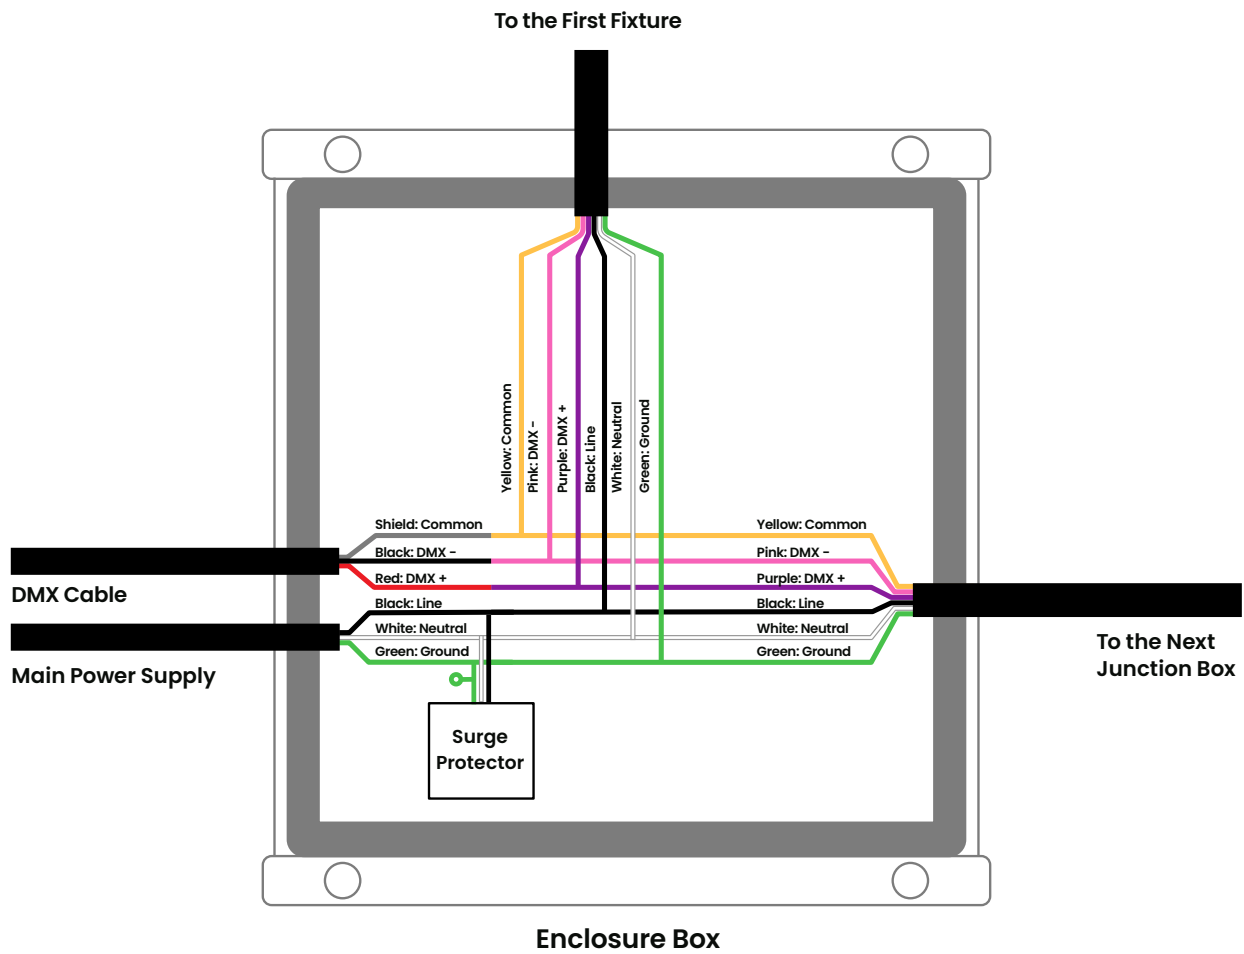 To the First Fixture
Yellow: Common
Pink: DMX -
Purple: DMX +
Black: Line
White: Neutral
Green: Ground
Shield: Common
Black: DMX -
Red: DMX +
Black: Line
White: Neutral
Green: Ground
Yellow: Common
Pink: DMX -
Purple: DMX +
Black: Line
White: Neutral
Green: Ground
DMX Cable
Main Power Supply
To the Next
Junction Box
Surge
Protector
Enclosure Box